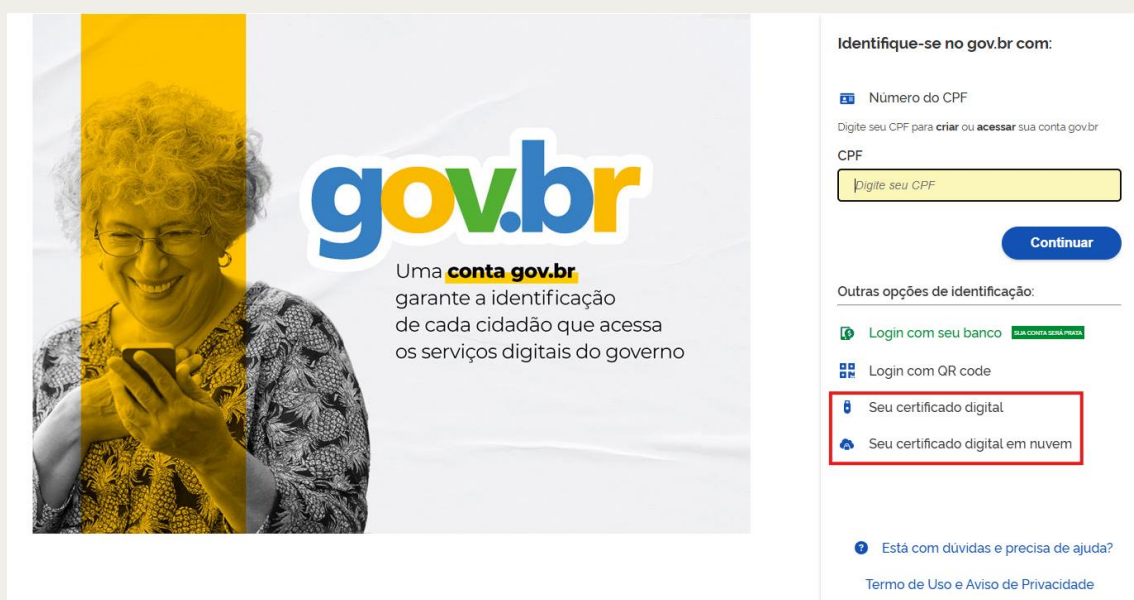 gov.br
Uma conta gov.br
garante a identificação
de cada cidadão que acessa
os serviços digitais do governo
Identifique-se no gov.br com:
Número do CPF
Digite seu CPF para criar ou acessar sua conta gov.br
CPF
Digite seu CPF
Continuar
Outras opções de identificação:
Login com seu banco SUA CONTA SERÁ PRATA
Login com QR code
Seu certificado digital
Seu certificado digital em nuvem
Está com dúvidas e precisa de ajuda?
Termo de Uso e Aviso de Privacidade